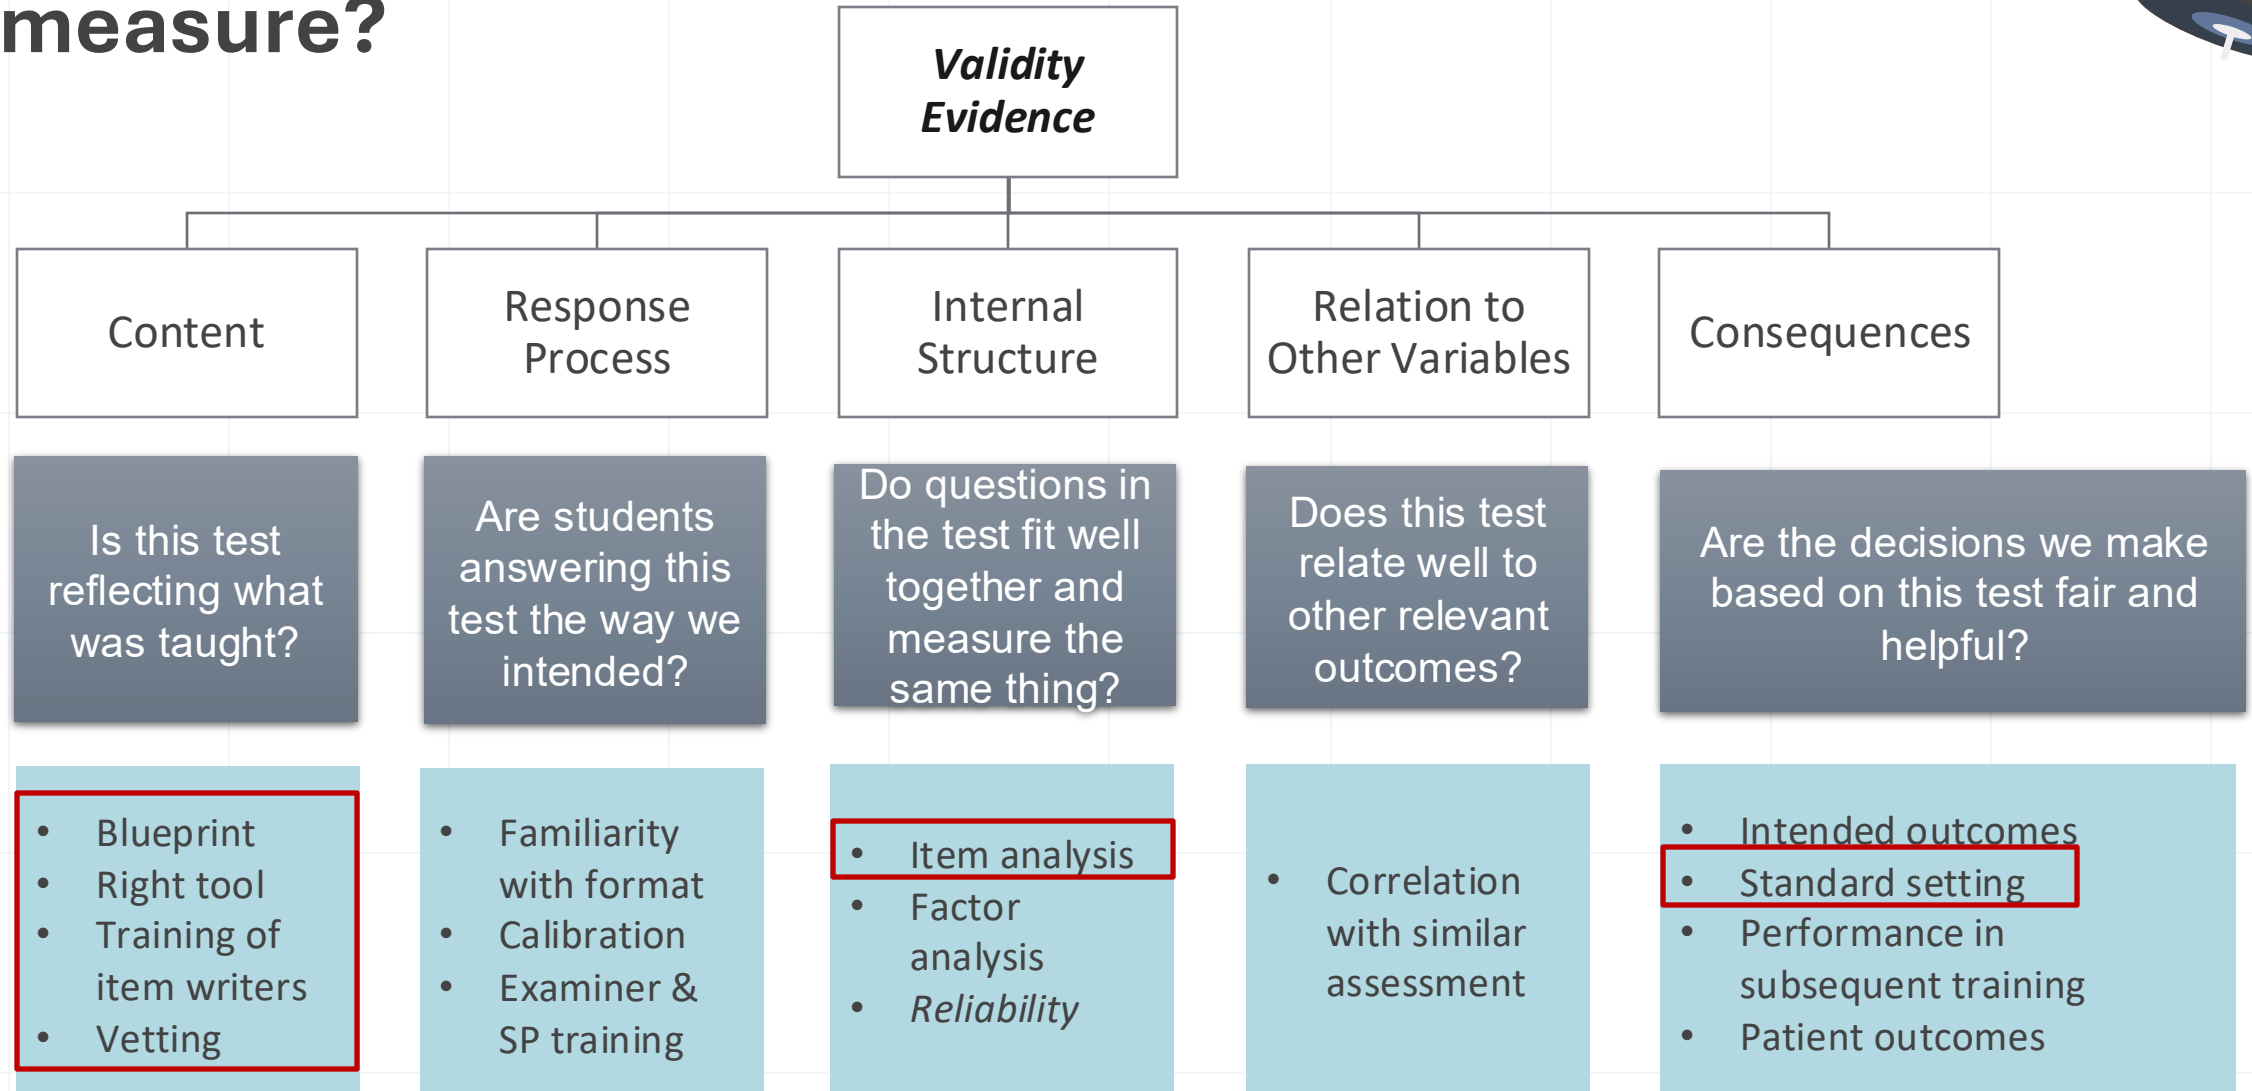 measure?
Validity
Evidence
Content
Response
Process
Internal
Structure
Relation to
Other Variables
Consequences
Is this test
reflecting what
was taught?
Are students
answering this
test the way we
intended?
Do questions in
the test fit well
together and
measure the
same thing?
Does this test
relate well to
other relevant
outcomes?
Are the decisions we make
based on this test fair and
helpful?
• Blueprint
• Right tool
• Training of
item writers
• Vetting
• Familiarity
with format
• Calibration
• Examiner &
SP training
• Item analysis
• Factor
analysis
• Reliability
• Correlation
with similar
assessment
• Intended outcomes
• Standard setting
• Performance in
subsequent training
• Patient outcomes